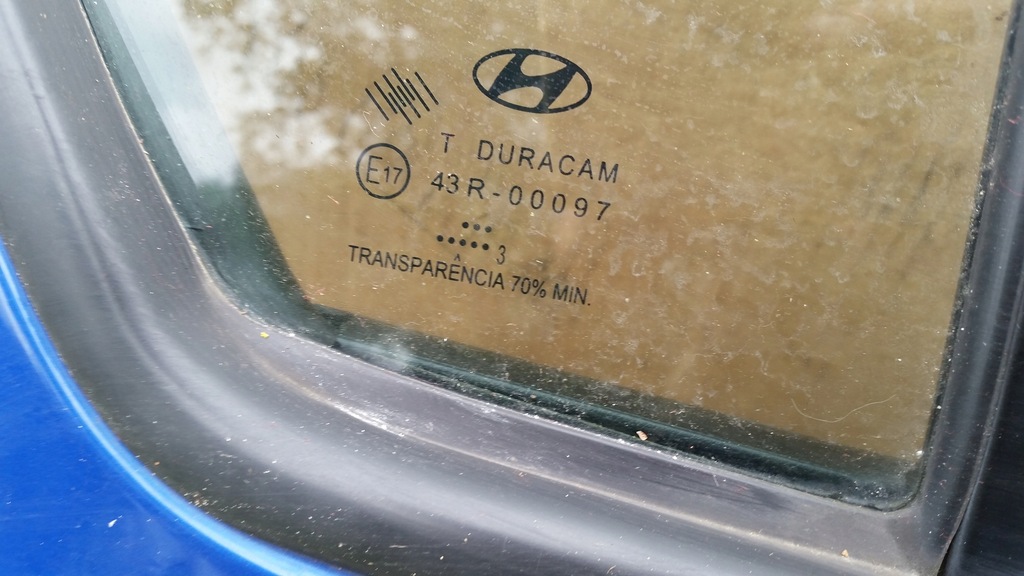 T DURACAM
E17
43R-00097
••• 
••••• 3
TRANSPARÊNCIA 70% MIN.